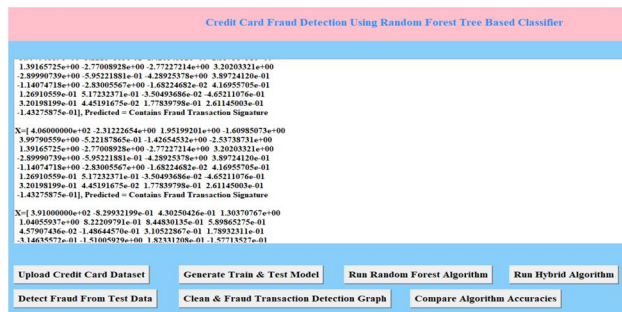 Credit Card Fraud Detection Using Random Forest Tree Based Classifier
1.39165725e+00 -2.77008928e+00 -2.77227214e+00 3.20203321e+00
-2.89990739e+00 -5.95221881e-01 -4.28925378e+00 3.89724120e-01
-1.14074718e+00 -2.83005567e+00 -1.68224682e-02 4.16955705e-01
1.26910559e-01 5.17232371e-01 -3.50493686e-02 -4.65211076e-01
3.20198199e-01 4.45191675e-02 1.77839798e-01 2.61145003e-01
-1.43275875e-01], Predicted = Contains Fraud Transaction Signature
X=[ 4.06000000e+02 -2.31222654e+00 1.95199201e+00 -1.60985073e+00
3.99790559e+00 -5.22187865e-01 -1.42654532e+00 -2.53738731e+00
1.39165725e+00 -2.77008928e+00 -2.77227214e+00 3.20203321e+00
-2.89990739e+00 -5.95221881e-01 -4.28925378e+00 3.89724120e-01
-1.14074718e+00 -2.83005567e+00 -1.68224682e-02 4.16955705e-01
1.26910559e-01 5.17232371e-01 -3.50493686e-02 -4.65211076e-01
3.20198199e-01 4.45191675e-02 1.77839798e-01 2.61145003e-01
-1.43275875e-01], Predicted = Contains Fraud Transaction Signature
X=[ 3.91000000e+02 -8.29932199e-01 4.30250426e-01 1.30370767e+00
1.04055937e+00 8.22209791e-01 8.44830135e-01 5.89865275e-01
4.57907436e-02 -1.48644570e-01 3.10522867e-01 1.78932311e-01
-3.14635572e-01 -1.51005929e+00 1.82331208e-01 -1.57713527e-01
Upload Credit Card Dataset
Generate Train & Test Model
Run Random Forest Algorithm
Run Hybrid Algorithm
Detect Fraud From Test Data
Clean & Fraud Transaction Detection Graph
Compare Algorithm Accuracies